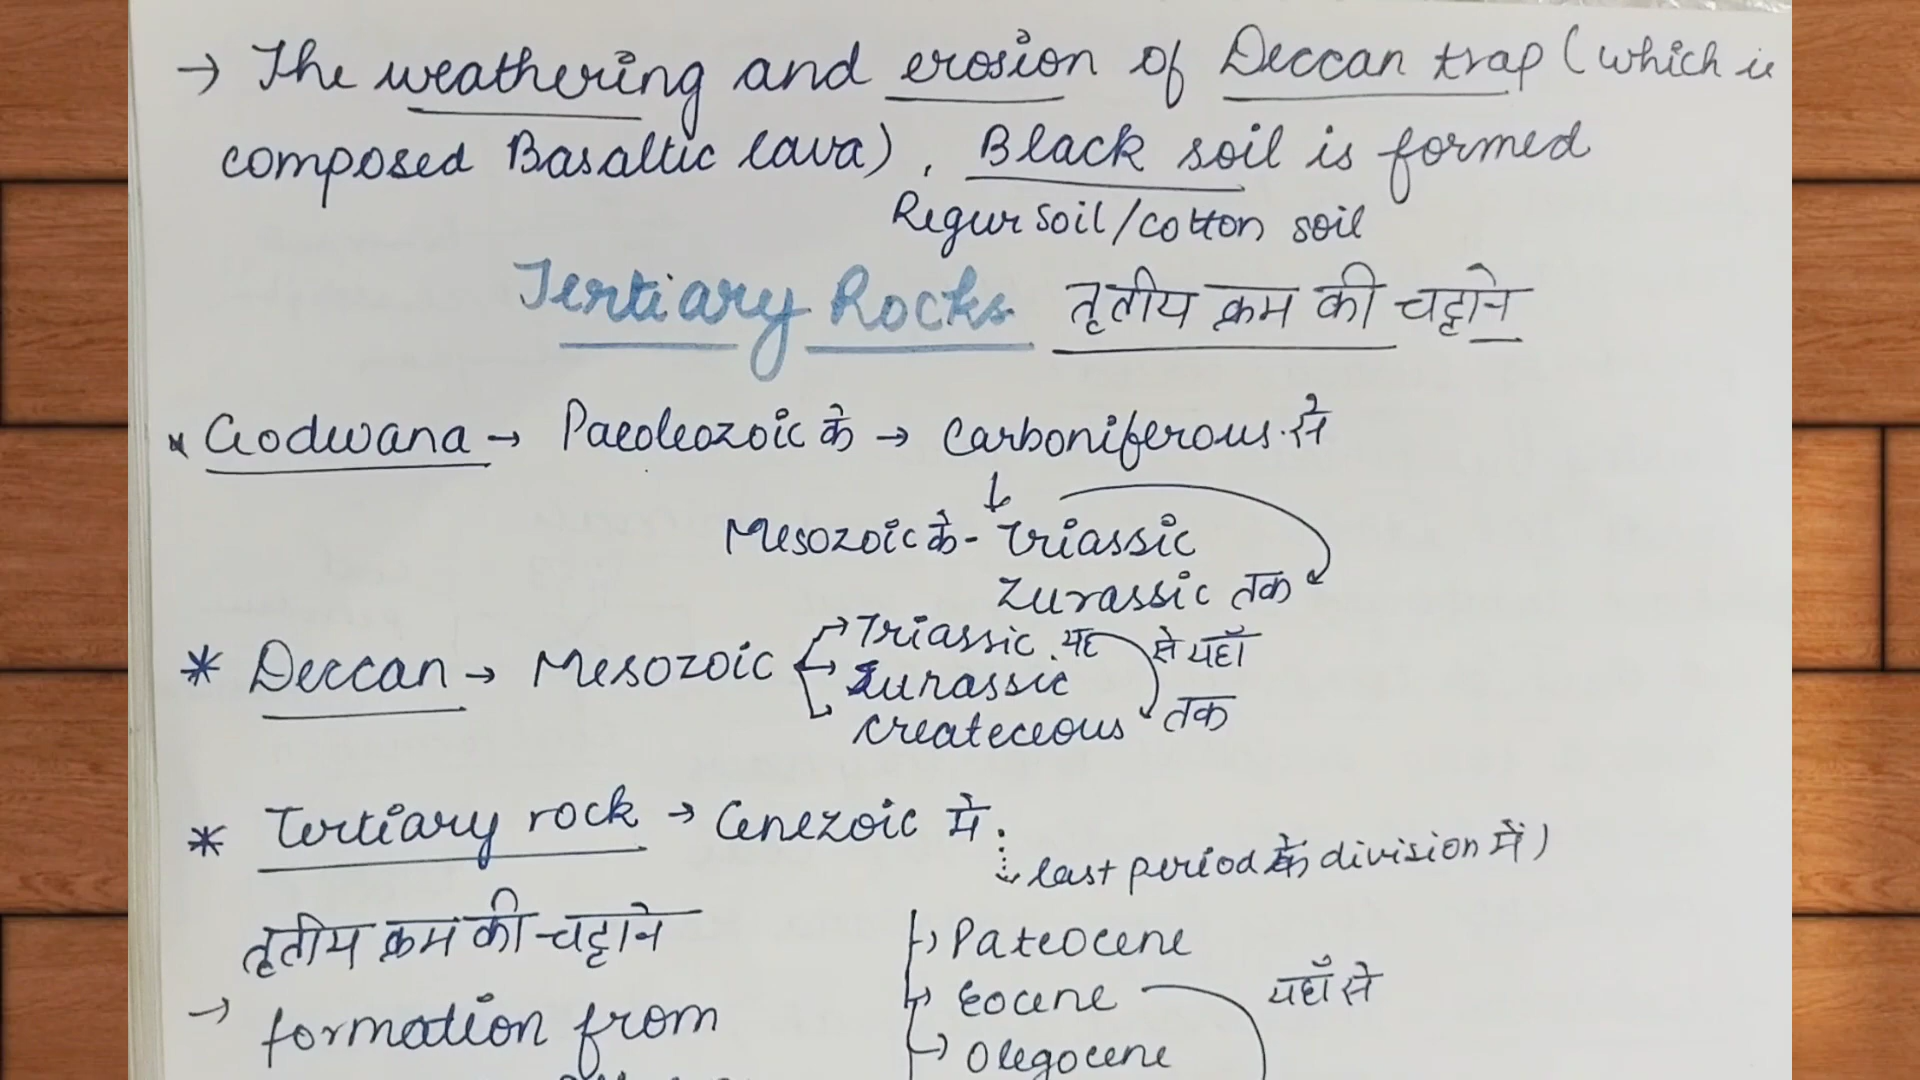 → The weathering and erosion of Deccan trap (which is
composed Basaltic lava), Black soil is formed
Regur soil/cotton soil
Tertiary Rocks तृतीय क्रम की चट्टाने
* Godwana → Paeoleozoic के → Carboniferous से
↓
Mesozoic के - Triassic
Zurassic तक
* Deccan → Mesozoic → Triassic यह से यहाँ
→ Zurassic
→ createceous तक
* Tertiary rock → Cenezoic मे.
last period के division में)
तृतीय क्रम की चट्टाने
→ Pateocene
→ Eocene यहाँ से
→ formation from
→ Olegocene